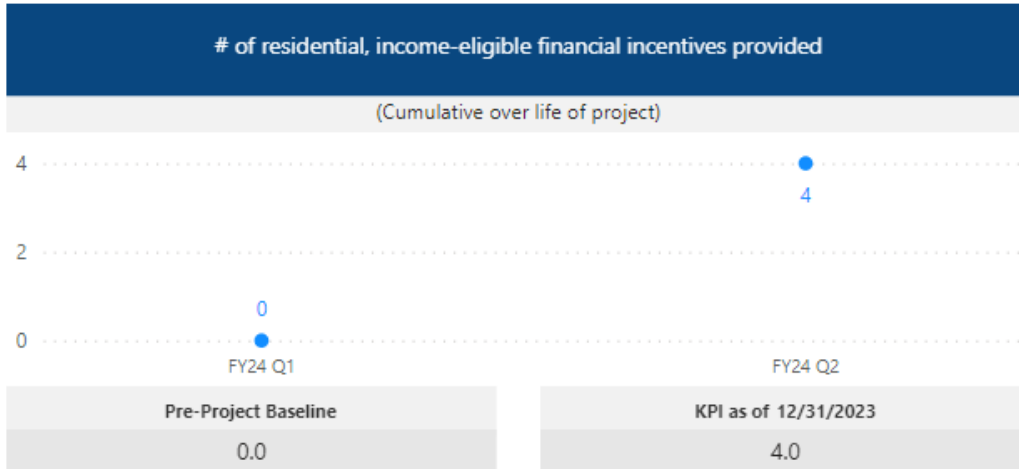 # of residential, income-eligible financial incentives provided
(Cumulative over life of project)
4
4
2
0
0
FY24 Q1 FY24 Q2
Pre-Project Baseline KPI as of 12/31/2023
0.0 4.0